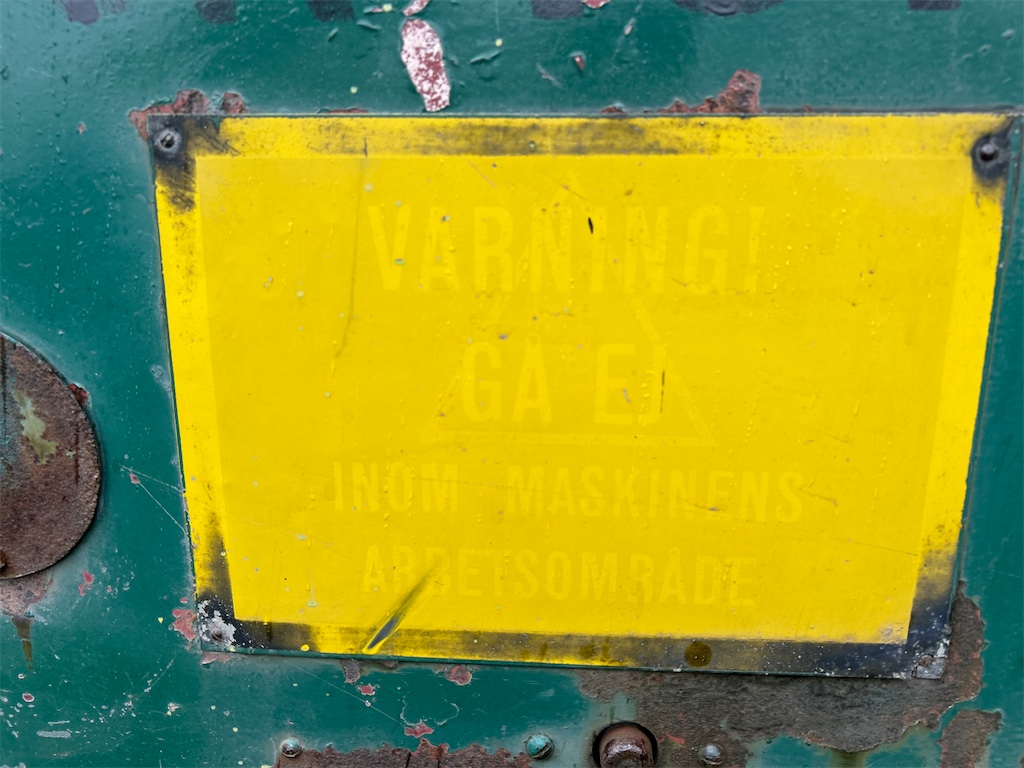 VARNING!
GÅ EJ
INOM MASKINENS
ARBETSOMRÅDE